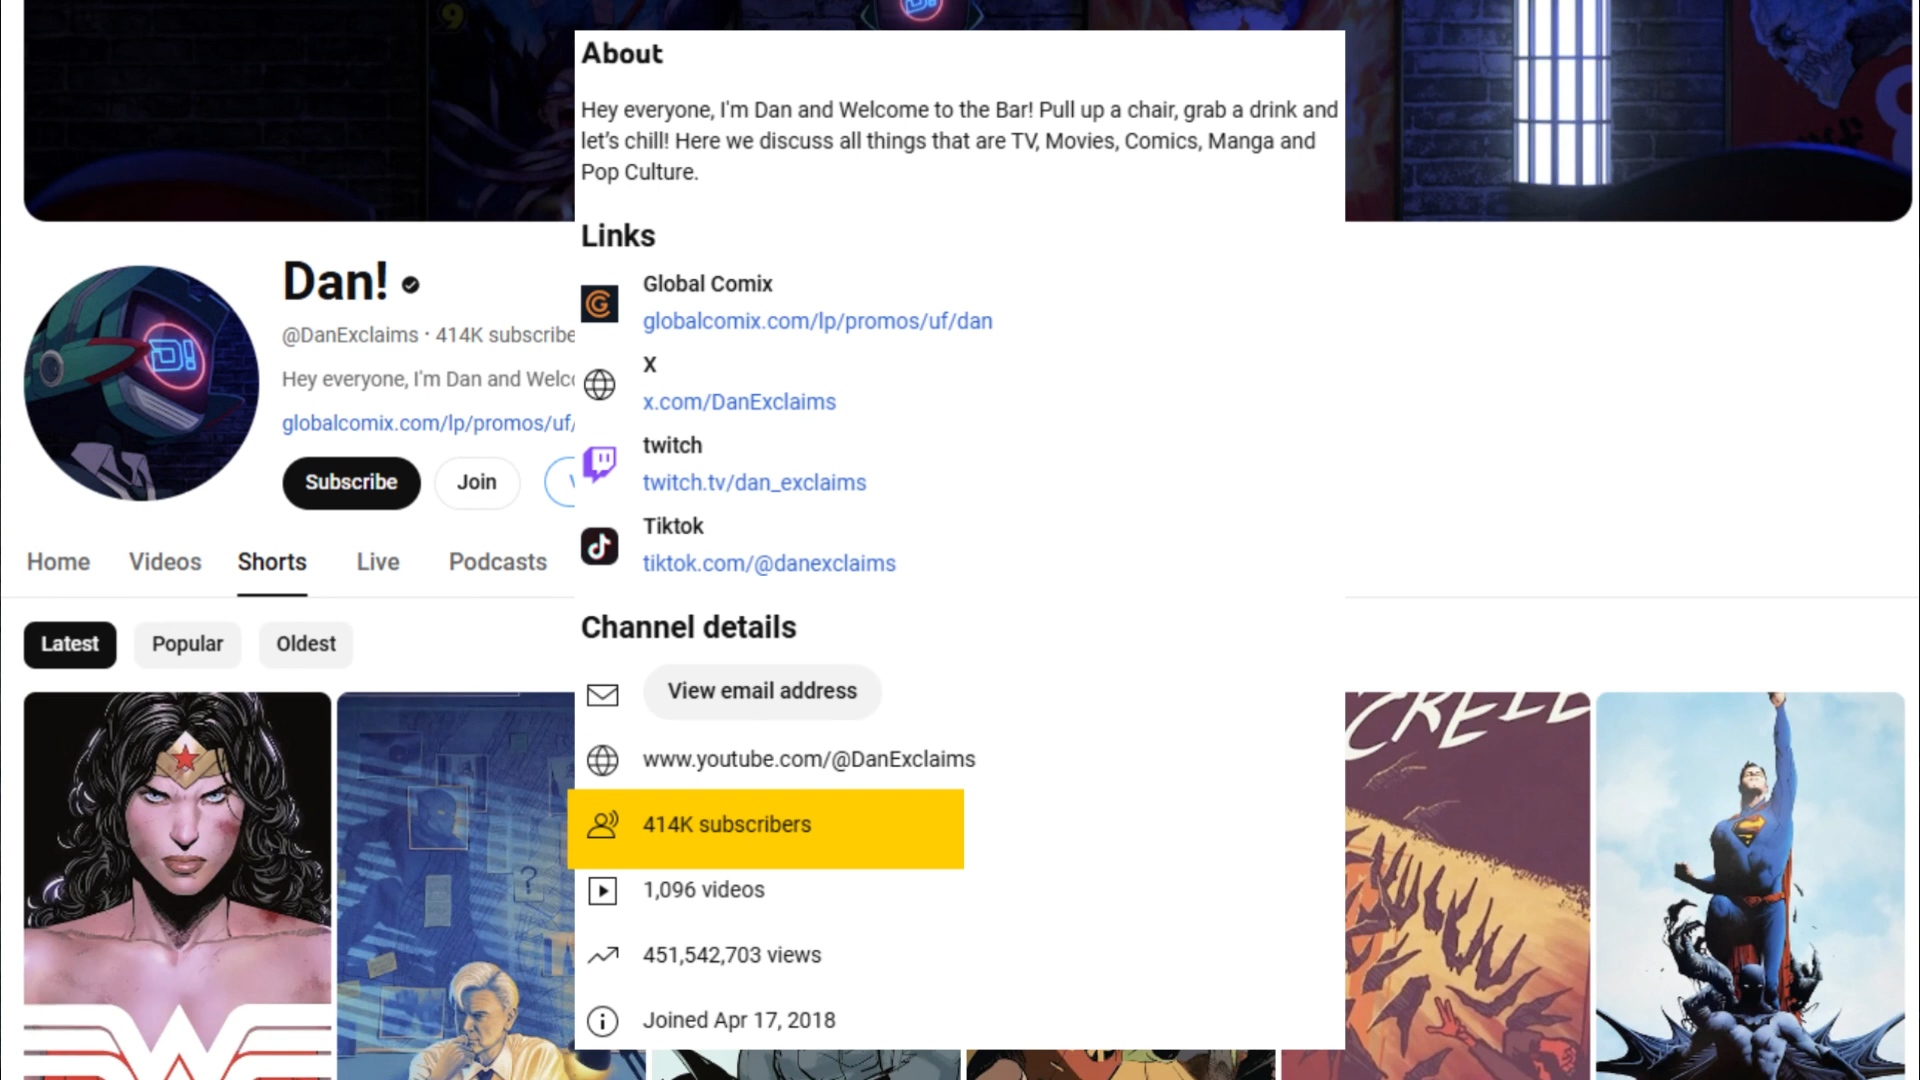 9
D!
About
Hey everyone, I'm Dan and Welcome to the Bar! Pull up a chair, grab a drink and
let's chill! Here we discuss all things that are TV, Movies, Comics, Manga and
Pop Culture.
Links
Global Comix
globalcomix.com/lp/promos/uf/dan
X
x.com/DanExclaims
twitch
twitch.tv/dan_exclaims
Tiktok
tiktok.com/@danexclaims
Channel details
View email address
www.youtube.com/@DanExclaims
414K subscribers
1,096 videos
451,542,703 views
Joined Apr 17, 2018
Dan!
D!
@DanExclaims · 414K subscribe
Hey everyone, I'm Dan and Welc
globalcomix.com/lp/promos/uf/
Subscribe
Join
Home
Videos
Shorts
Live
Podcasts
Latest
Popular
Oldest
?